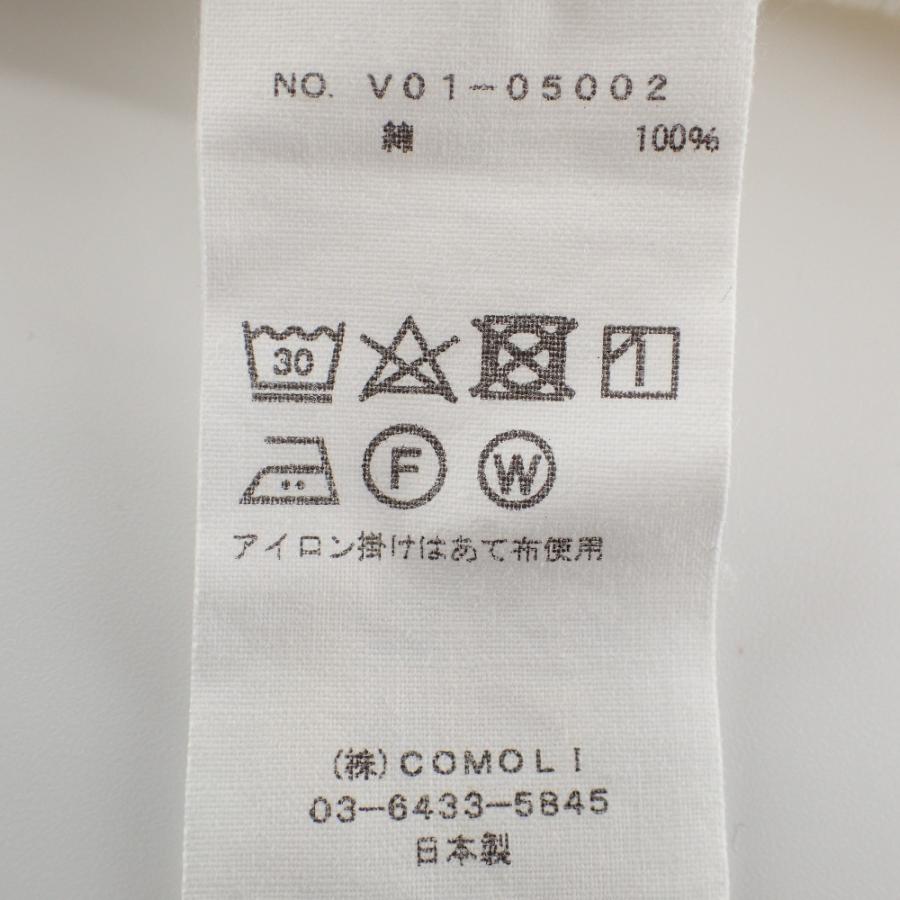 NO. V01-05002
綿 100%
30
F W
アイロン掛けはあて布使用
(株)COMOLI
03-6433-5845
日本製